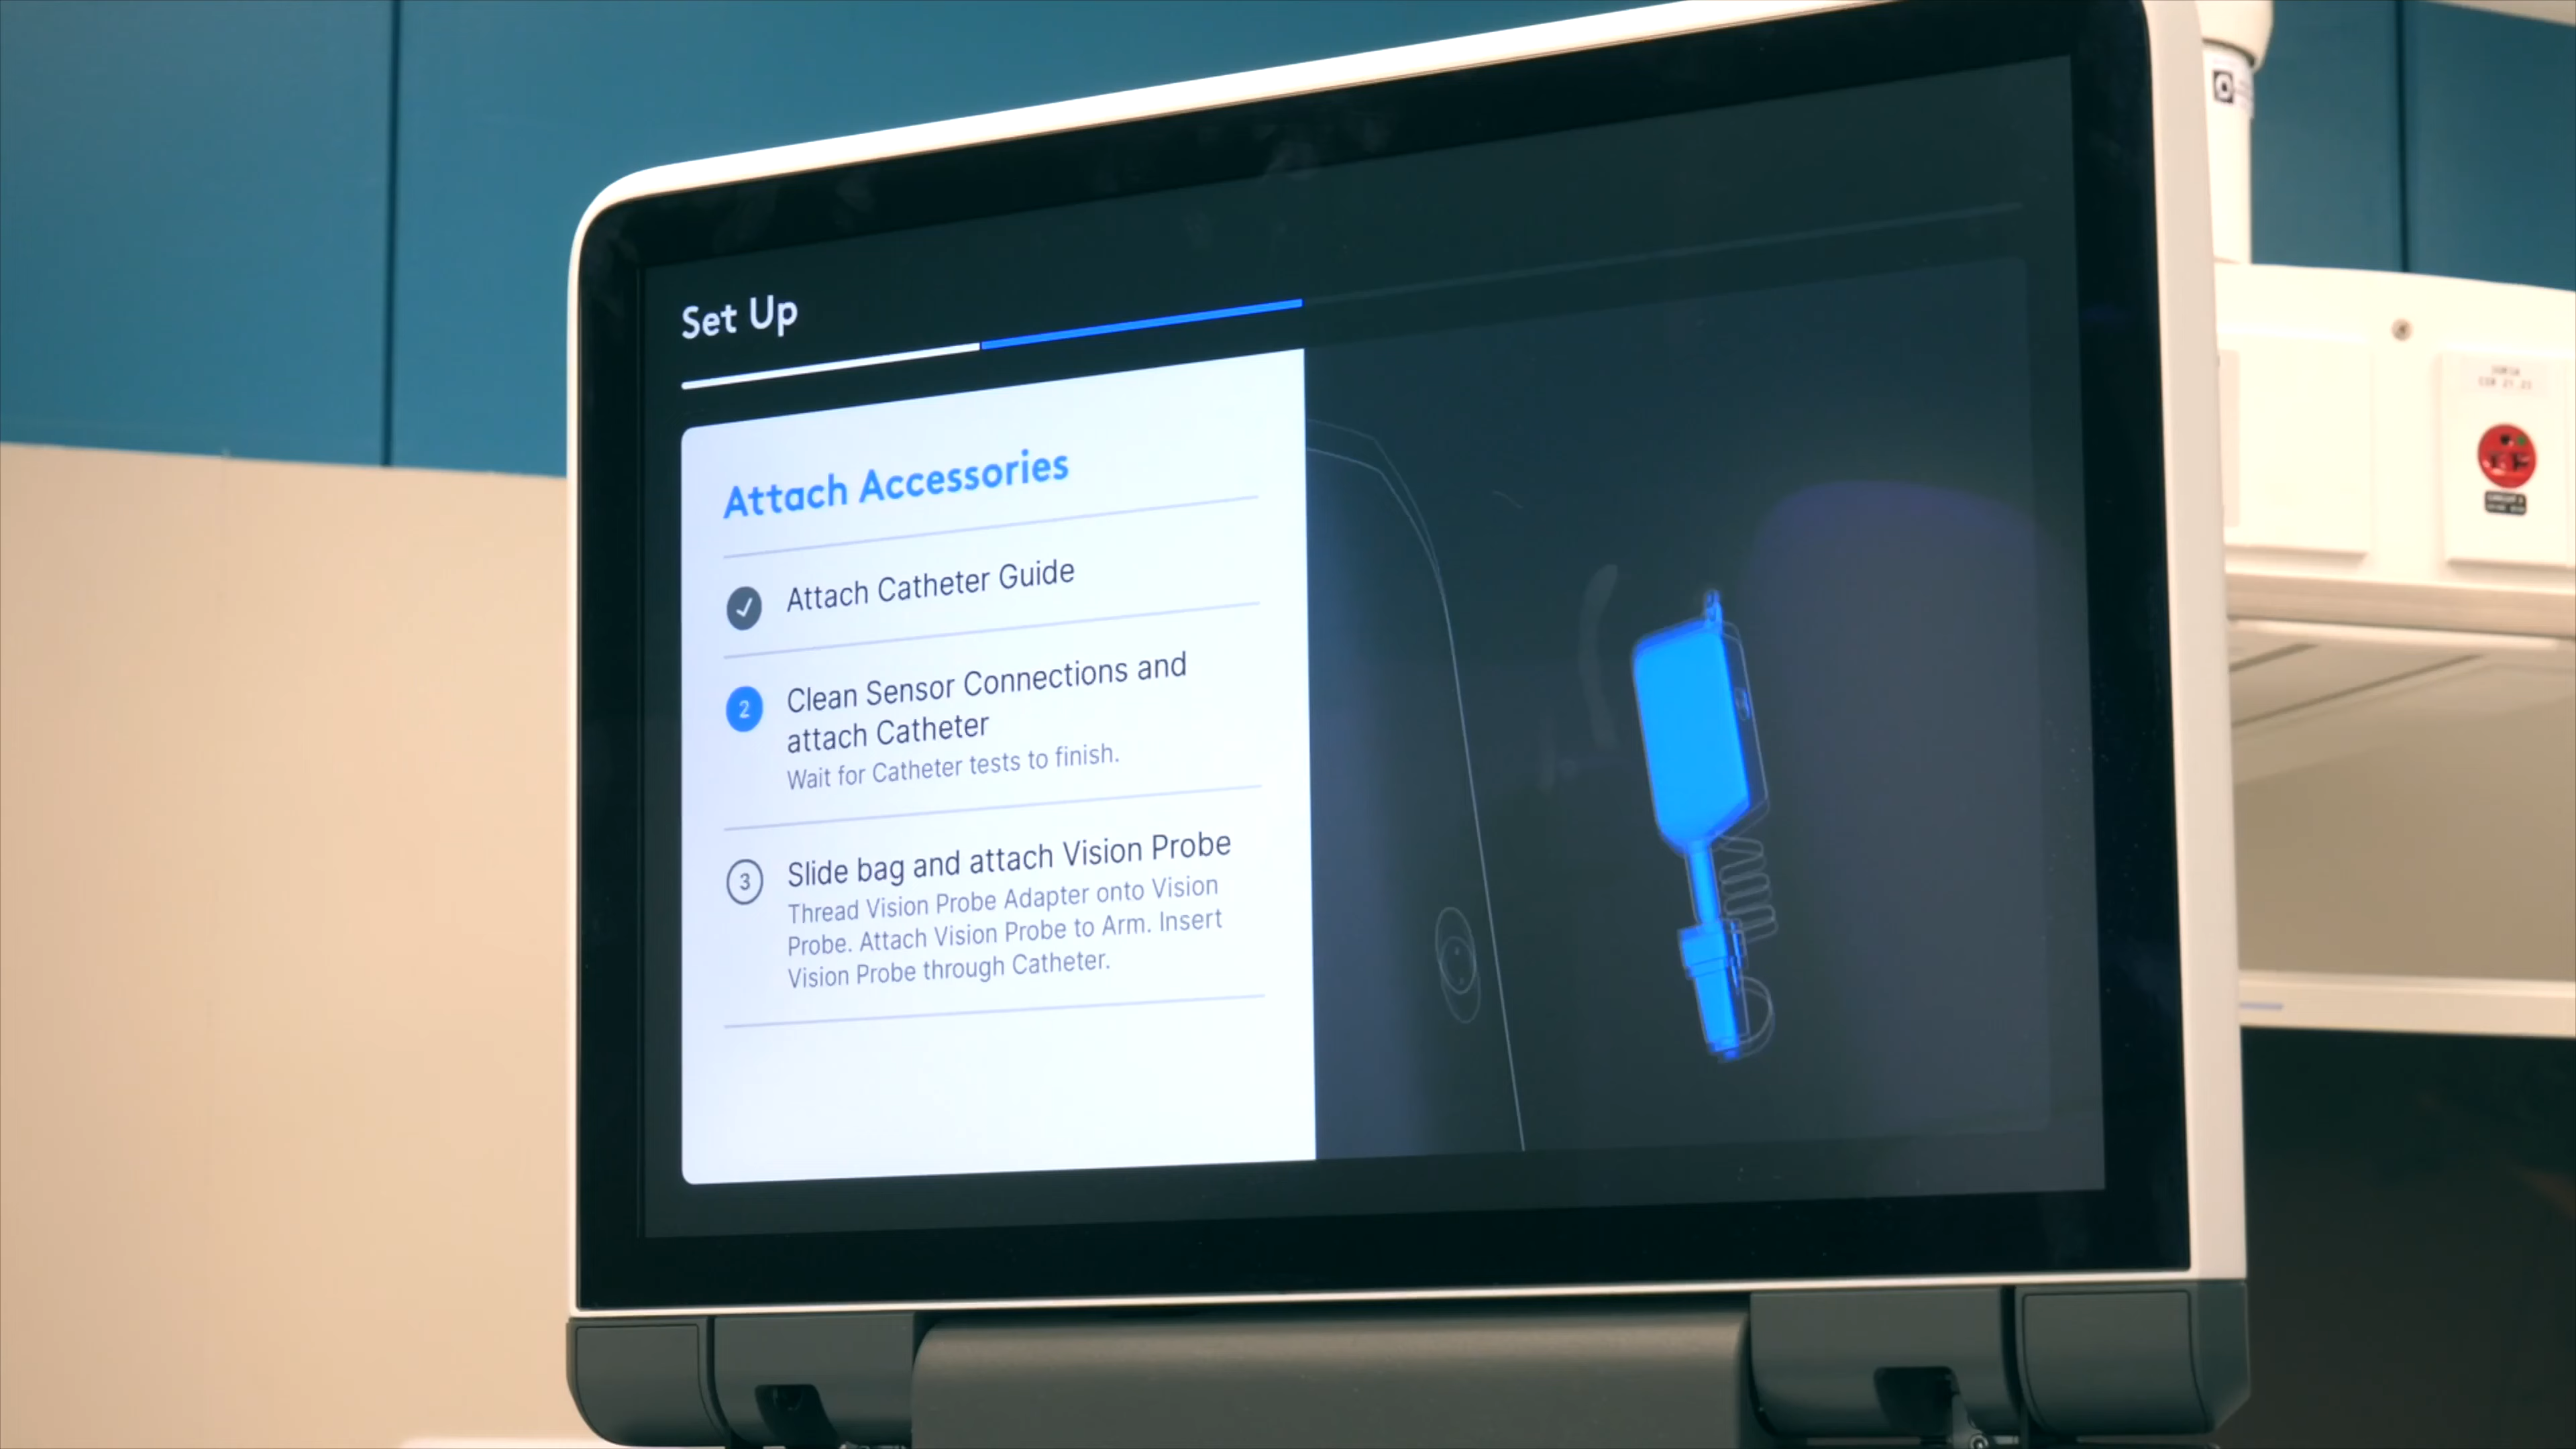 Set Up
Attach Accessories
Attach Catheter Guide
2
Clean Sensor Connections and
attach Catheter
Wait for Catheter tests to finish.
3
Slide bag and attach Vision Probe
Thread Vision Probe Adapter onto Vision
Probe. Attach Vision Probe to Arm. Insert
Vision Probe through Catheter.